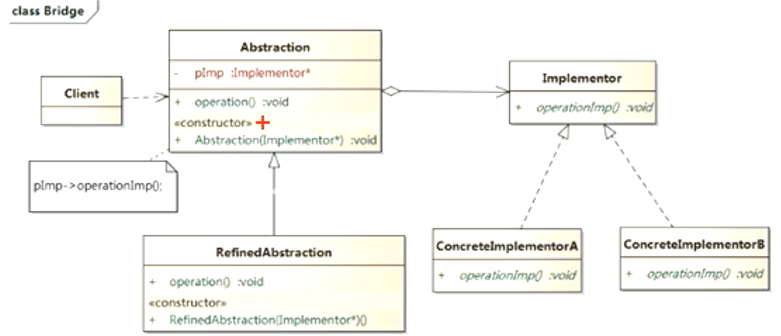 class Bridge
Abstraction
- pImp :Implementor*
+ operation() :void
«constructor»
+ Abstraction(Implementor*) :void
Client
Implementor
+ operationImp() :void
pImp->operationImp();
RefinedAbstraction
+ operation() :void
«constructor»
+ RefinedAbstraction(Implementor*)()
ConcreteImplementorA
+ operationImp() :void
ConcreteImplementorB
+ operationImp() :void